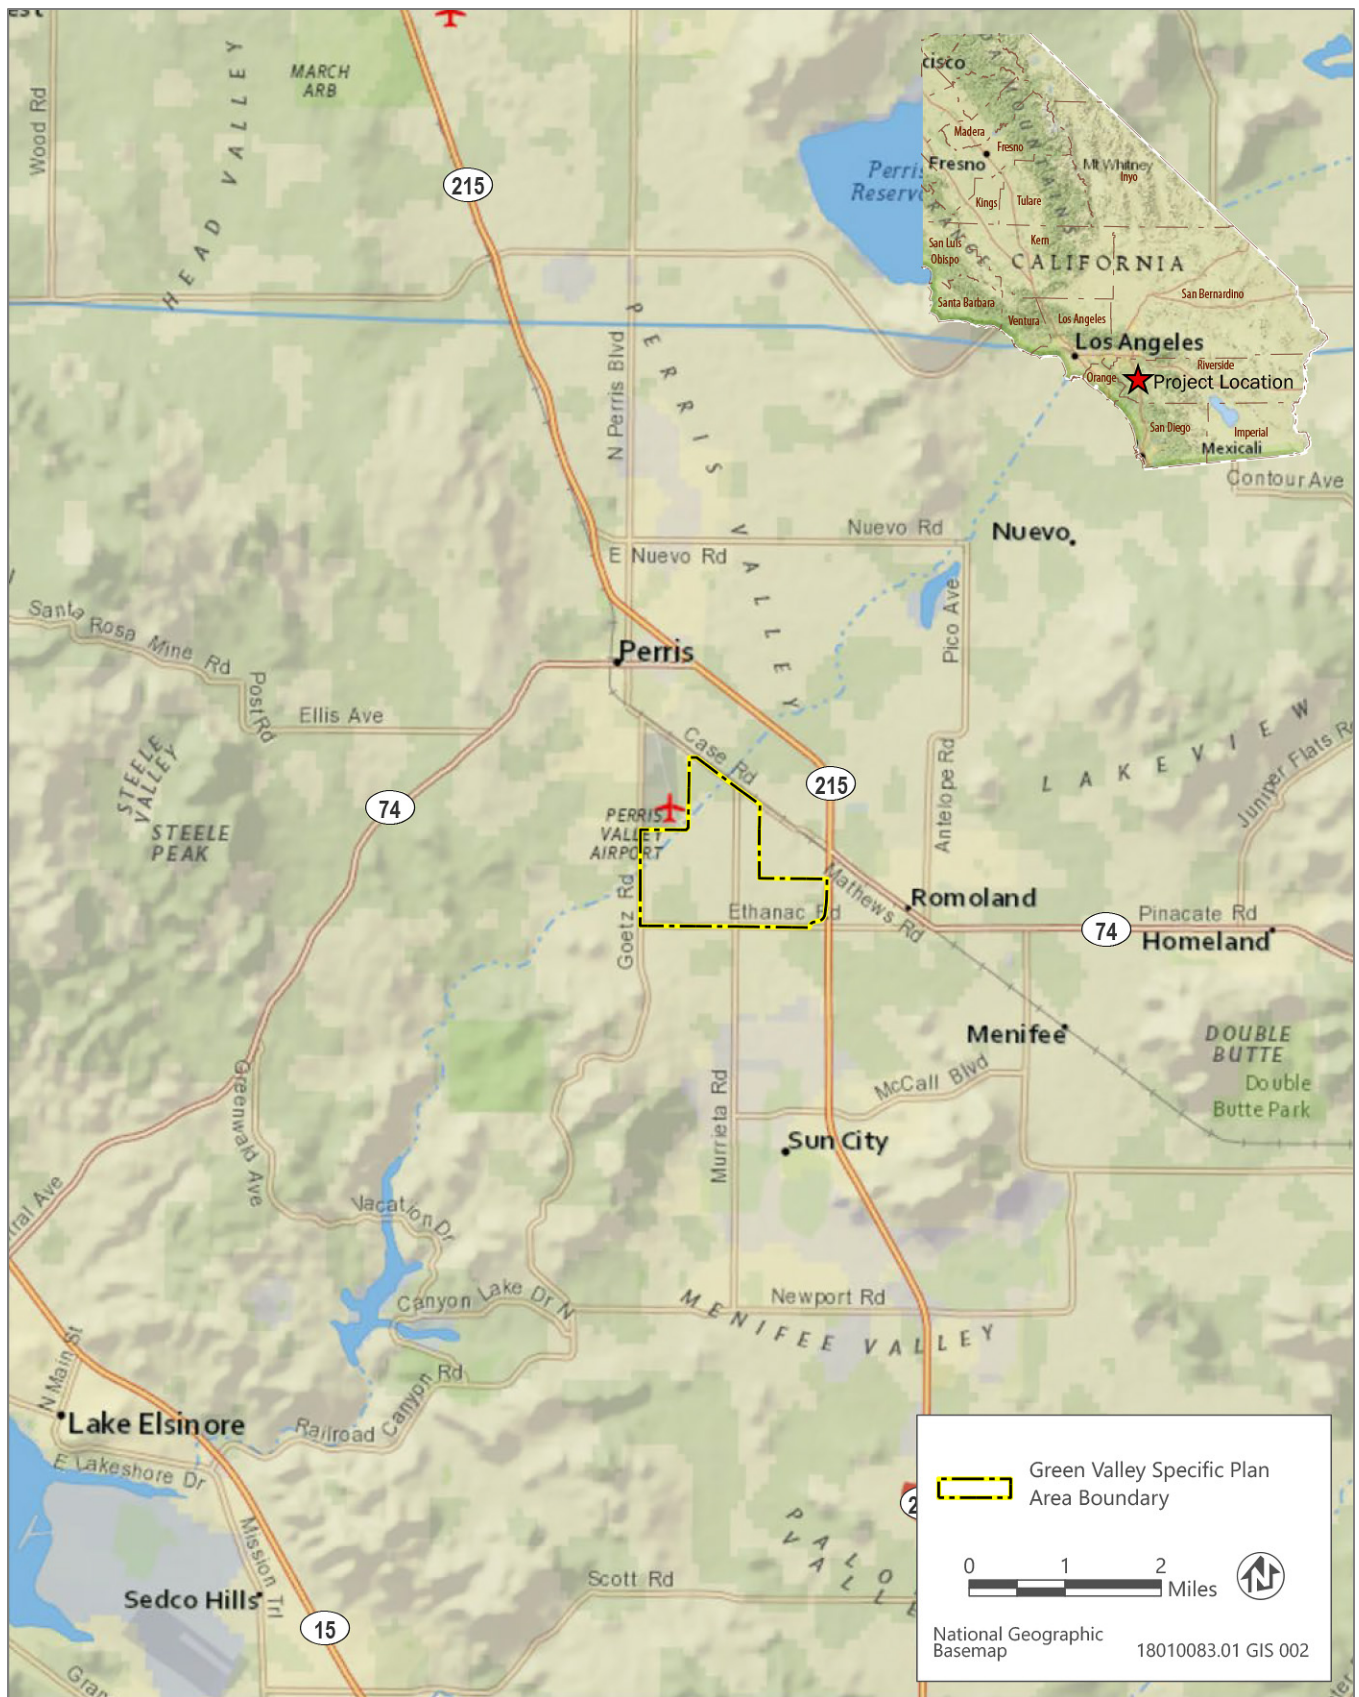 Wood Rd
HEAD VALLEY
MARCH
ARB
215
Perris
cisco
Madera
Fresno
Fresno
Mt Whitney
Inyo
Kings
Tulare
MOUNTAINS
RANGE
San Luis
Obispo
Kern
CALIFORNIA
Santa Barbara
San Bernardino
Ventura
Los Angeles
Los Angeles
Orange
Riverside
Project Location
San Diego
Imperial
Mexicali
Contour Ave
N Perris Blvd
PERRIS VALLEY
Nuevo Rd
Nuevo
E Nuevo Rd
Pico Ave
Santa Rosa Mine Rd
Post Rd
Ellis Ave
Perris
STEELE
VALLEY
STEELE
PEAK
74
Case Rd
215
PERRIS
VALLEY
AIRPORT
Antelope Rd
LAKEVIEW
Juniper Flats Rd
Goetz Rd
Ethanac Rd
Mathews Rd
Romoland
74
Pinacate Rd
Homeland
Menifee
DOUBLE
BUTTE
Double
Butte Park
McCall Blvd
Murrieta Rd
Sun City
Greenwald Ave
Vacation Dr
Canyon Lake Dr N
Newport Rd
MENIFEE VALLEY
N Main St
Lake Elsinore
Railroad Canyon Rd
E Lakeshore Dr
Mission Trl
Sedco Hills
15
Scott Rd
Green Valley Specific Plan
Area Boundary
0 1 2
Miles
N
National Geographic
Basemap
18010083.01 GIS 002